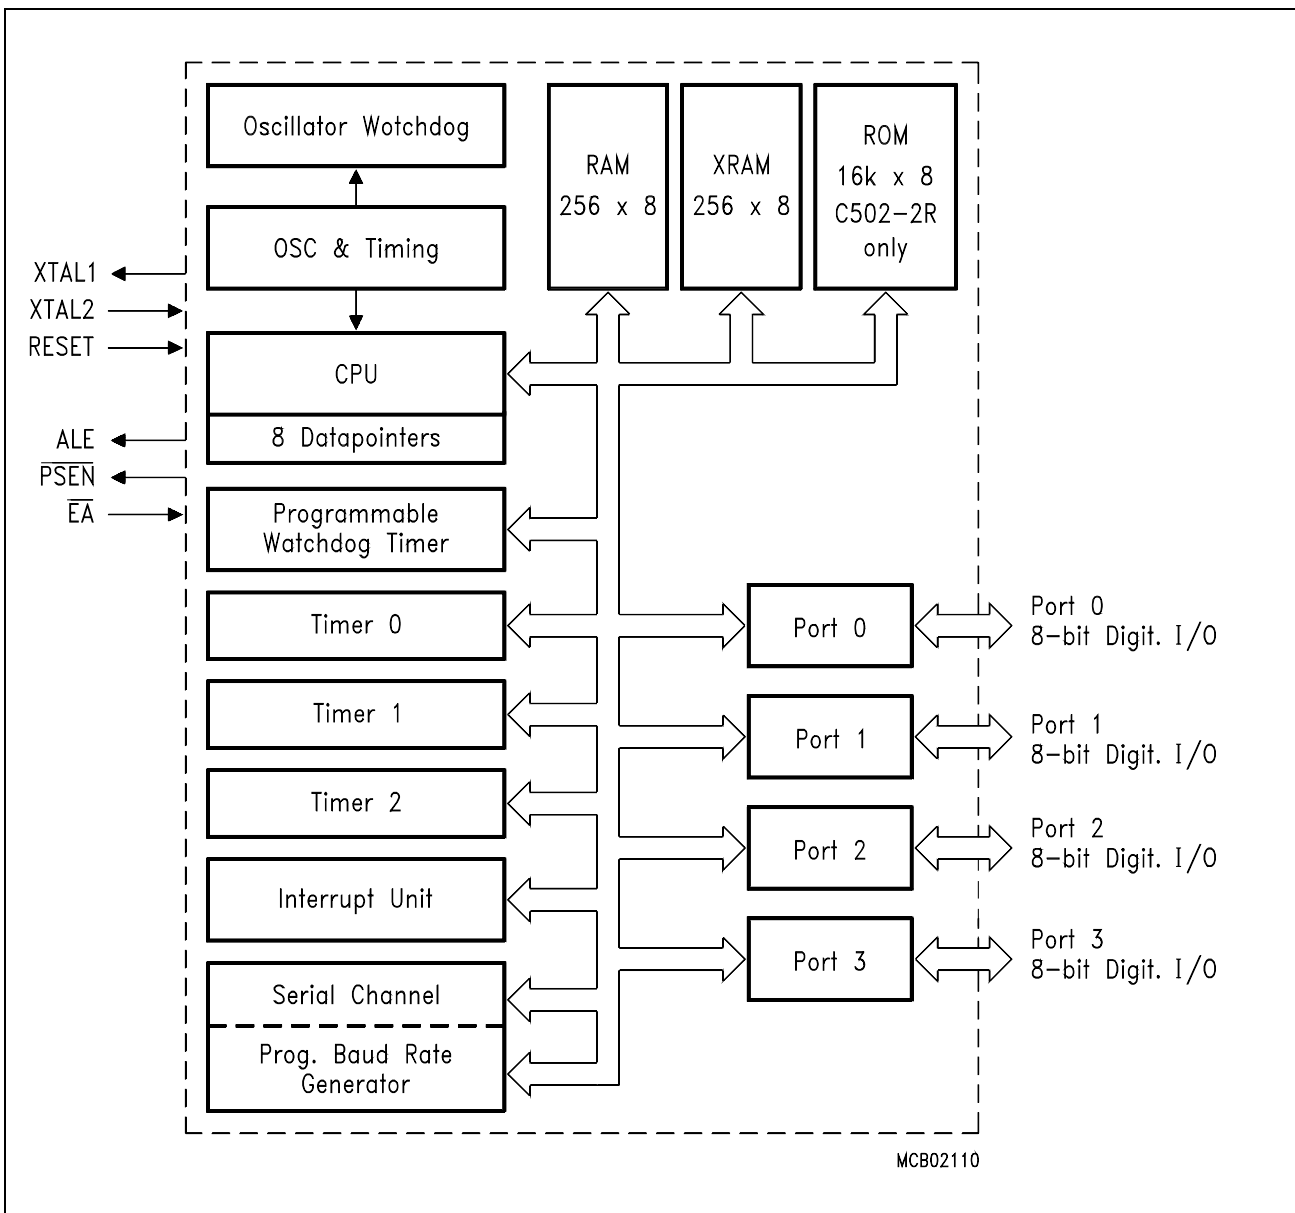 Oscillator Wotchdog
OSC & Timing
XTAL1
XTAL2
RESET
CPU
8 Datapointers
ALE
PSEN
EA
Programmable
Watchdog Timer
Timer 0
Timer 1
Timer 2
Interrupt Unit
Serial Channel
Prog. Baud Rate
Generator
RAM
256 x 8
XRAM
256 x 8
ROM
16k x 8
C502-2R
only
Port 0
Port 0
8-bit Digit. I/O
Port 1
Port 1
8-bit Digit. I/O
Port 2
Port 2
8-bit Digit. I/O
Port 3
Port 3
8-bit Digit. I/O
MCB02110